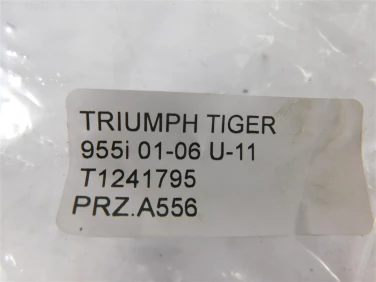 TRIUMPH TIGER
955i 01-06 U-11
T1241795
PRZ.A556